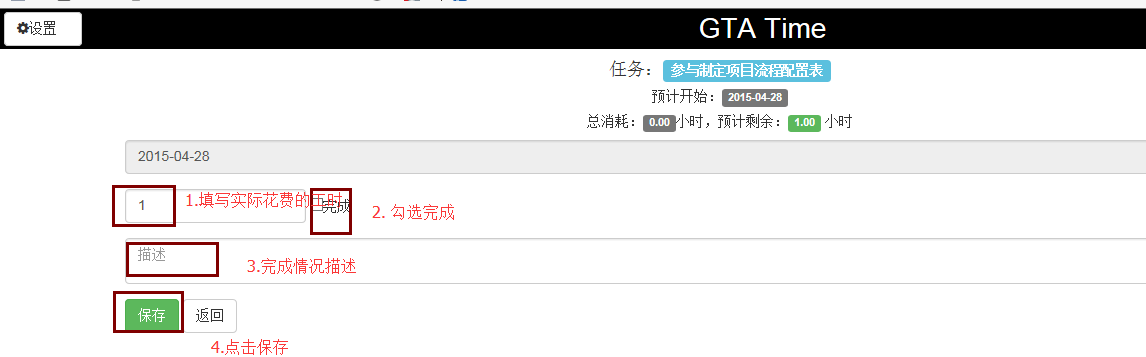 设置
GTA Time
任务：参与制定项目流程配置表
预计开始：2015-04-28
总消耗：0.00小时，预计剩余：1.00 小时
2015-04-28
1
1.填写实际花费的工时
完成
2. 勾选完成
描述
3.完成情况描述
保存 返回
4.点击保存